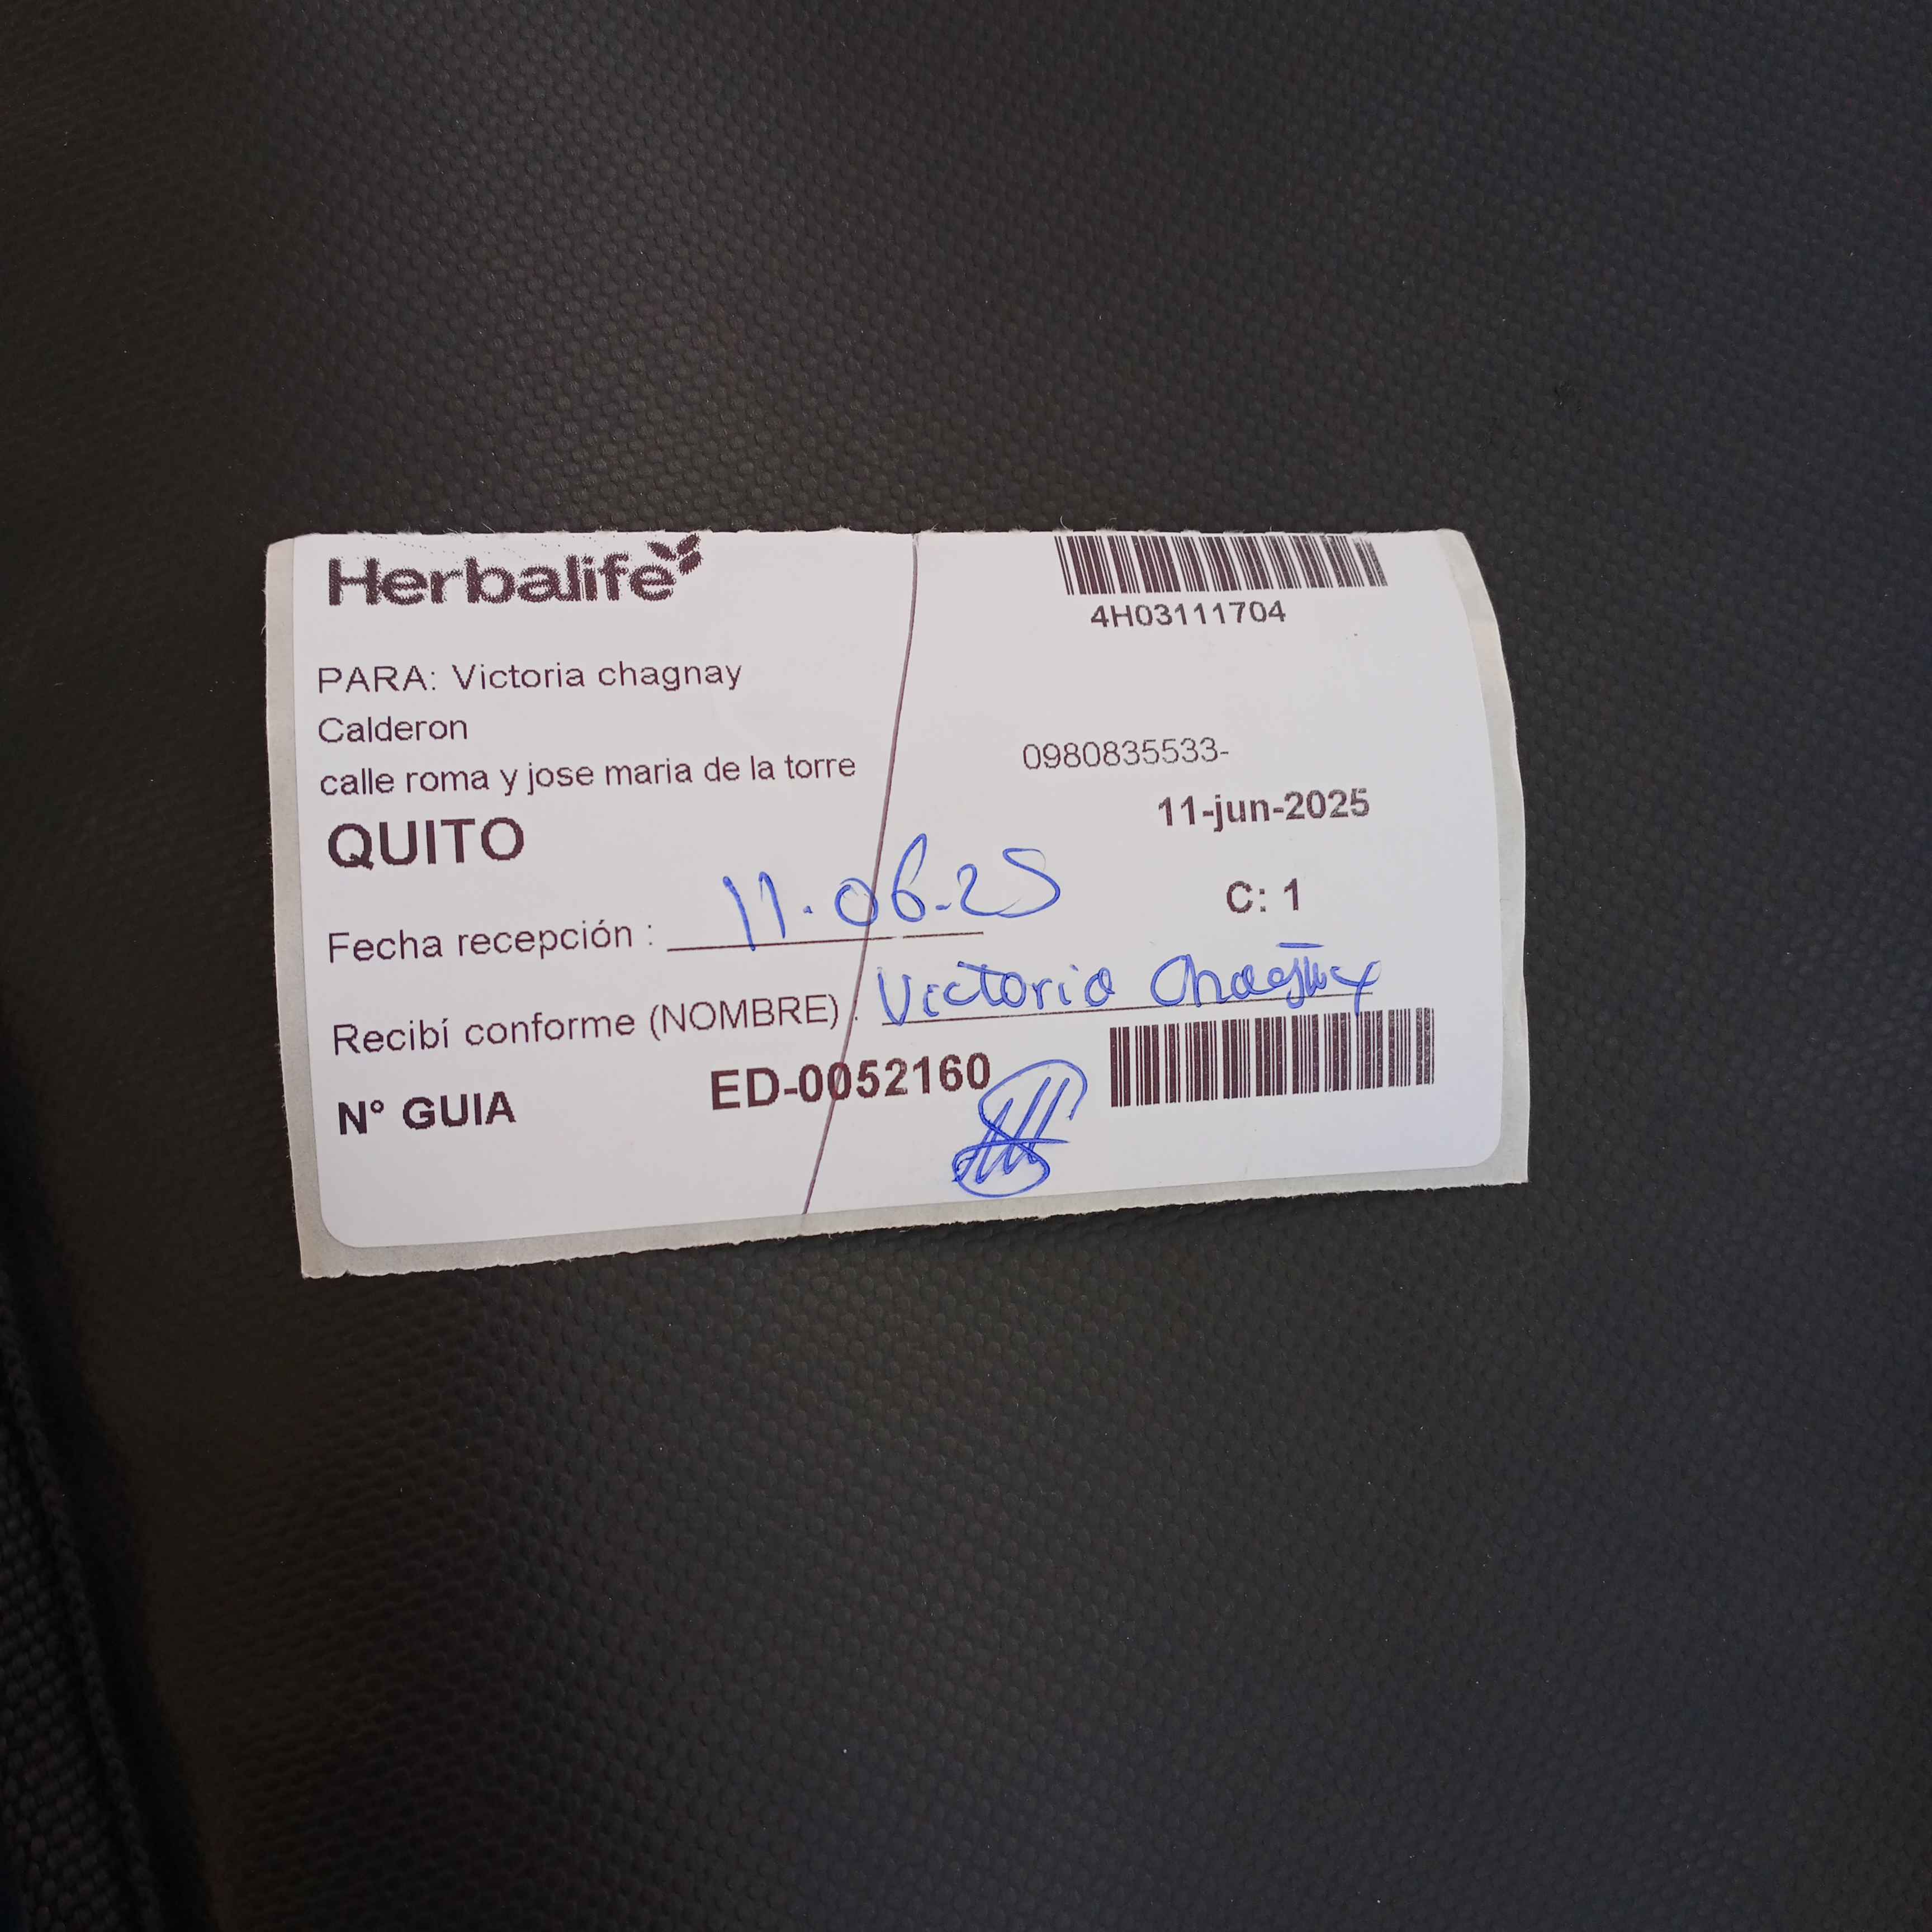 Herbalife
4H03111704
PARA: Victoria chagnay
Calderon
calle roma y jose maria de la torre
0980835533-
QUITO
11-jun-2025
C: 1
Fecha recepción : 11.06.25
Recibí conforme (NOMBRE) : Victoria Chagnay
N° GUIA ED-0052160